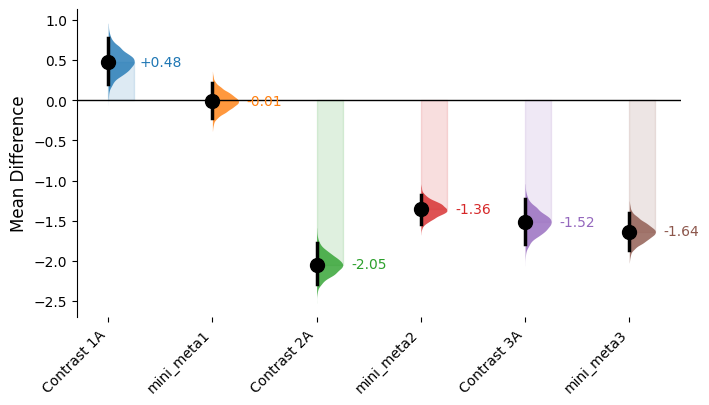 1.0
0.5
0.0
−0.5
−1.0
−1.5
−2.0
−2.5
Mean Difference
+0.48
-0.01
-2.05
-1.36
-1.52
-1.64
Contrast 1A
mini_meta1
Contrast 2A
mini_meta2
Contrast 3A
mini_meta3